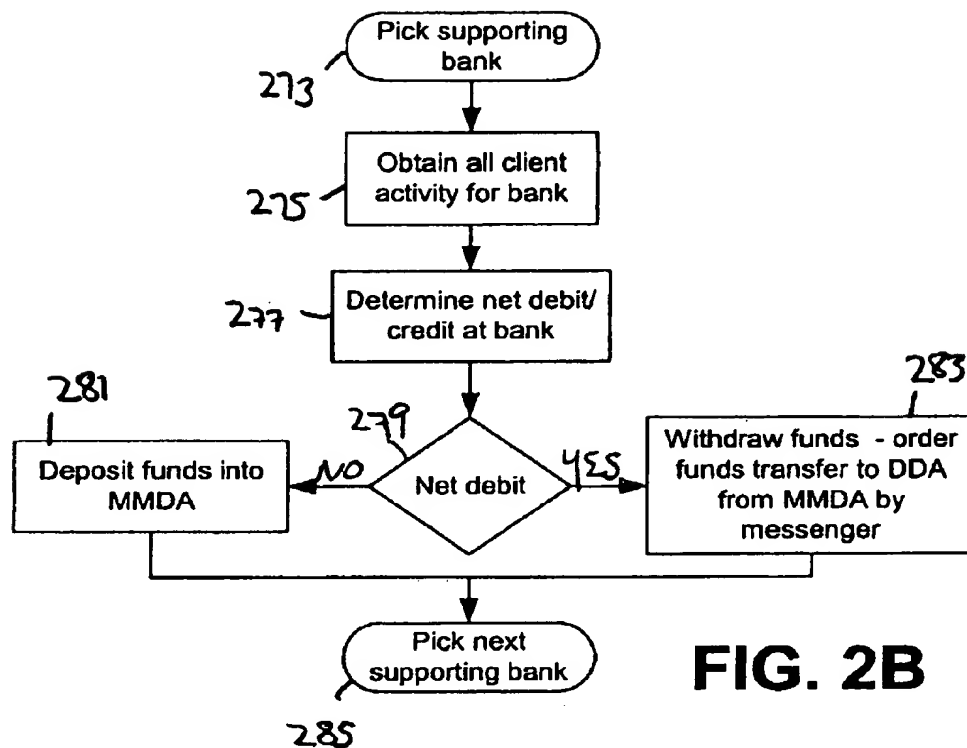 Pick supporting
bank
273
Obtain all client
activity for bank
275
Determine net debit/
credit at bank
277
279
Net debit
NO
YES
281
Deposit funds into
MMDA
283
Withdraw funds - order
funds transfer to DDA
from MMDA by
messenger
Pick next
supporting bank
285
FIG. 2B